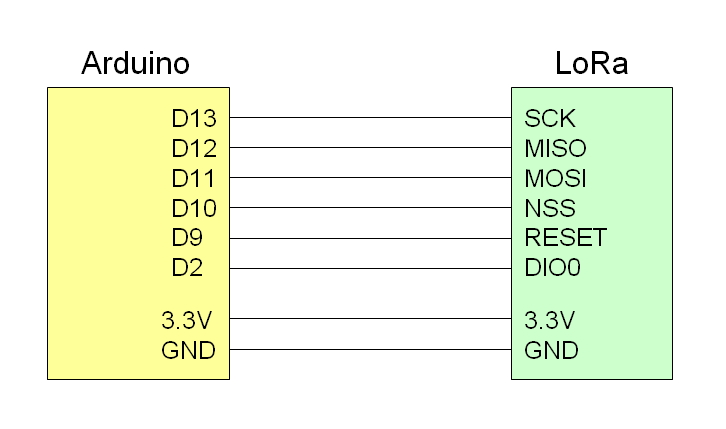 Arduino LoRa
D13 SCK
D12 MISO
D11 MOSI
D10 NSS
D9 RESET
D2 DIO0
3.3V 3.3V
GND GND